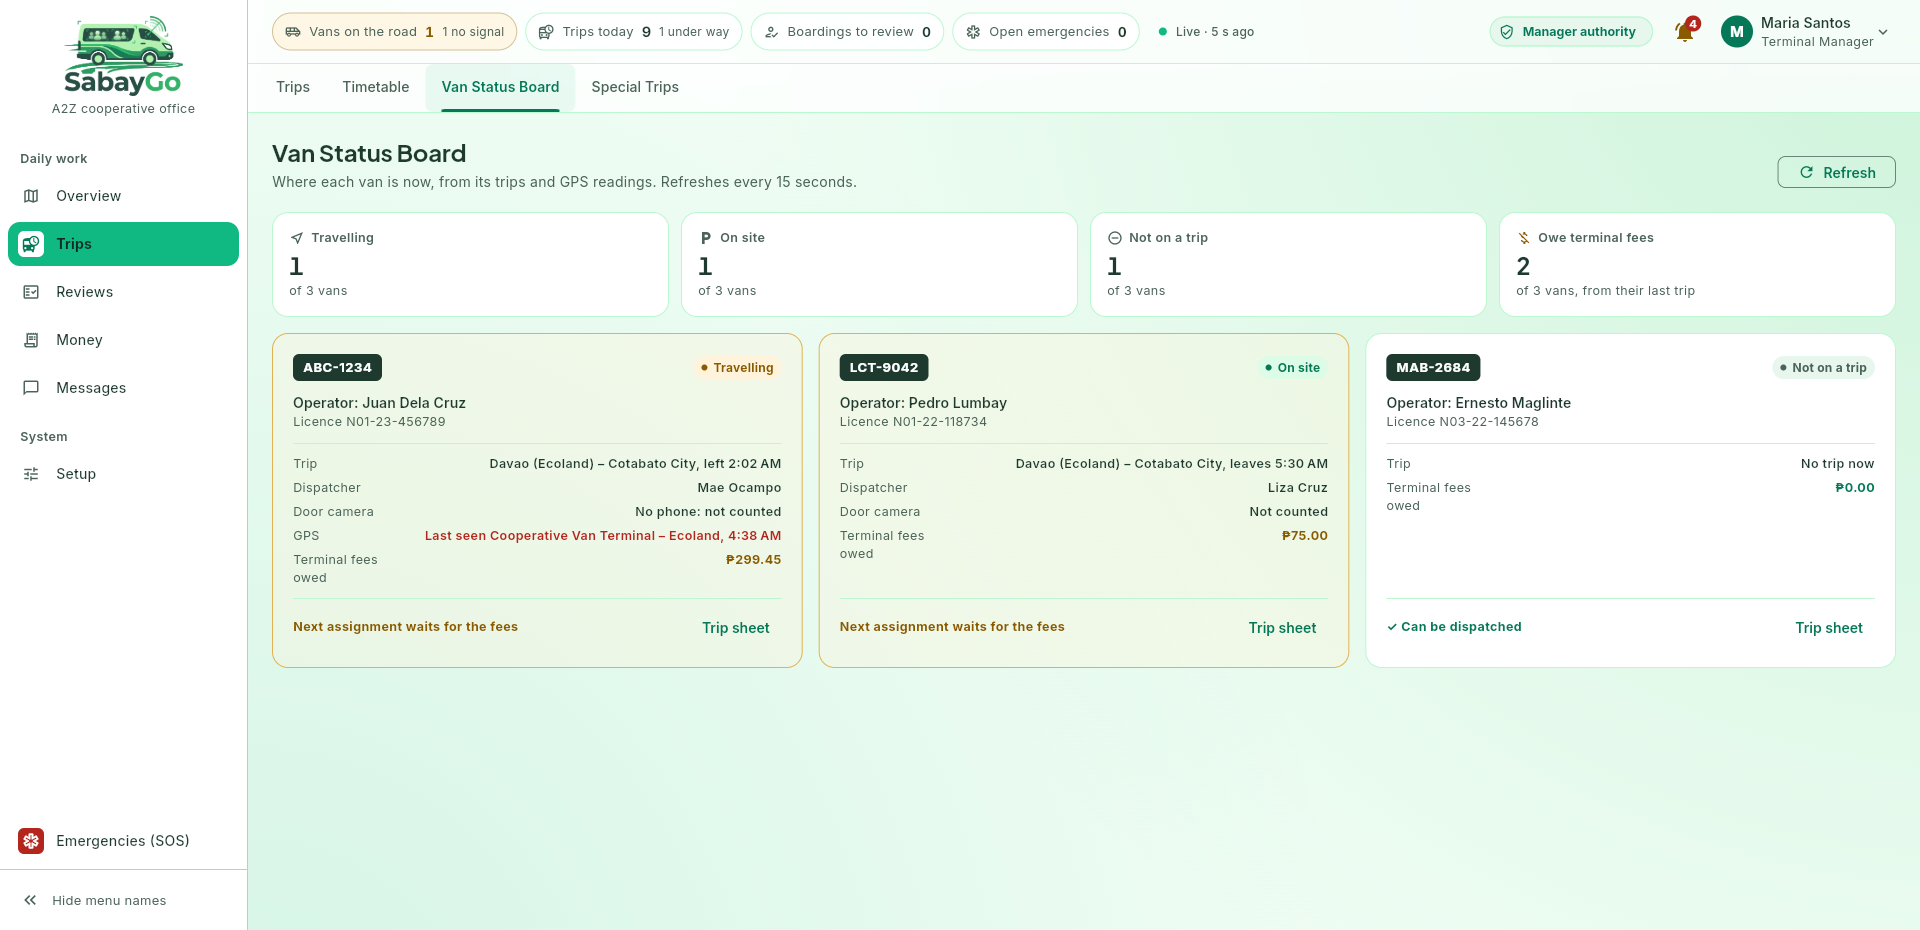 SabayGo
A2Z cooperative office
Daily work
Overview
Trips
Reviews
Money
Messages
System
Setup
Emergencies (SOS)
Hide menu names
Vans on the road 1 1 no signal
Trips today 9 1 under way
Boardings to review 0
Open emergencies 0
Live · 5 s ago
Manager authority
4
M
Maria Santos
Terminal Manager
Trips
Timetable
Van Status Board
Special Trips
Van Status Board
Where each van is now, from its trips and GPS readings. Refreshes every 15 seconds.
Refresh
Travelling
1
of 3 vans
On site
1
of 3 vans
Not on a trip
1
of 3 vans
Owe terminal fees
2
of 3 vans, from their last trip
ABC-1234
Travelling
Operator: Juan Dela Cruz
Licence N01-23-456789
Trip Davao (Ecoland) – Cotabato City, left 2:02 AM
Dispatcher Mae Ocampo
Door camera No phone: not counted
GPS Last seen Cooperative Van Terminal – Ecoland, 4:38 AM
Terminal fees owed ₱299.45
Next assignment waits for the fees
Trip sheet
LCT-9042
On site
Operator: Pedro Lumbay
Licence N01-22-118734
Trip Davao (Ecoland) – Cotabato City, leaves 5:30 AM
Dispatcher Liza Cruz
Door camera Not counted
Terminal fees owed ₱75.00
Next assignment waits for the fees
Trip sheet
MAB-2684
Not on a trip
Operator: Ernesto Maglinte
Licence N03-22-145678
Trip No trip now
Terminal fees owed ₱0.00
✓ Can be dispatched
Trip sheet